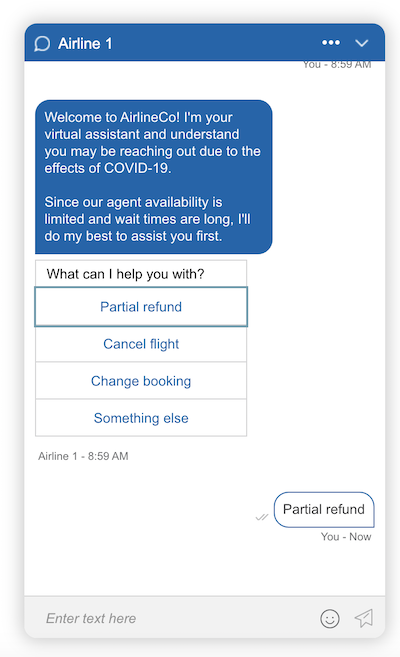 Airline 1
You - 8:59 AM
Welcome to AirlineCo! I'm your
virtual assistant and understand
you may be reaching out due to the
effects of COVID-19.
Since our agent availability is
limited and wait times are long, I'll
do my best to assist you first.
What can I help you with?
Partial refund
Cancel flight
Change booking
Something else
Airline 1 - 8:59 AM
Partial refund
You - Now
Enter text here